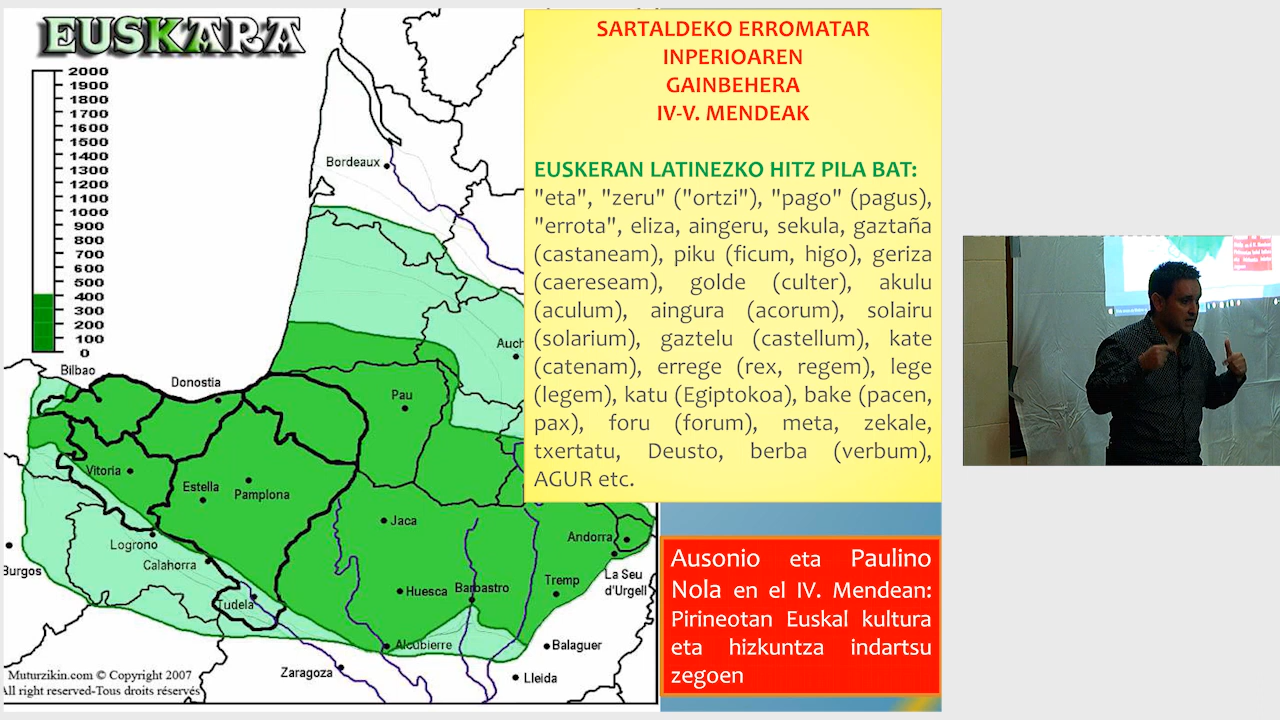 EUSKARA
2000
1900
1800
1700
1600
1500
1400
1300
1200
1100
1000
900
800
700
600
500
400
300
200
100
0
Bordeaux
Auch
Bilbao
Donostia
Pau
Vitoria
Estella
Pamplona
Jaca
Logrono
Calahorra
Andorra
Burgos
Huesca
Barbastro
Tremp
La Seu
d'Urgell
Tudela
Alcubierre
Balaguer
Zaragoza
Lleida
Muturzikin.com © Copyright 2007
All right reserved-Tous droits réservés
SARTALDEKO ERROMATAR
INPERIOAREN
GAINBEHERA
IV-V. MENDEAK
EUSKERAN LATINEZKO HITZ PILA BAT:
"eta", "zeru" ("ortzi"), "pago" (pagus),
"errota", eliza, aingeru, sekula, gaztaña
(castaneam), piku (ficum, higo), geriza
(caereseam), golde (culter), akulu
(aculum), aingura (acorum), solairu
(solarium), gaztelu (castellum), kate
(catenam), errege (rex, regem), lege
(legem), katu (Egiptokoa), bake (pacen,
pax), foru (forum), meta, zekale,
txertatu, Deusto, berba (verbum),
AGUR etc.
Ausonio eta Paulino
Nola en el IV. Mendean:
Pirineotan Euskal kultura
eta hizkuntza indartsu
zegoen